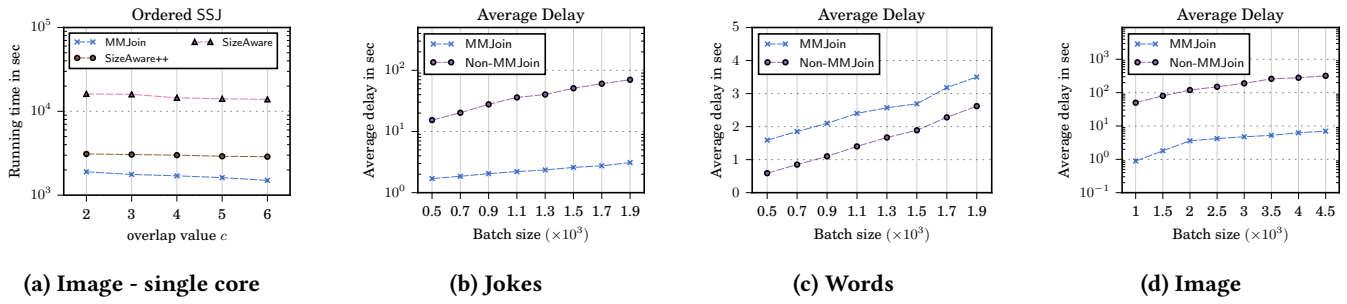 Ordered SSJ
MMJoin
SizeAware++
SizeAware
10^5
10^4
10^3
Running time in sec
2 3 4 5 6
overlap value c
(a) Image - single core
Average Delay
MMJoin
Non-MMJoin
10^2
10^1
10^0
Average delay in sec
0.5 0.7 0.9 1.1 1.3 1.5 1.7 1.9
Batch size (×10^3)
(b) Jokes
Average Delay
MMJoin
Non-MMJoin
5
4
3
2
1
0
Average delay in sec
0.5 0.7 0.9 1.1 1.3 1.5 1.7 1.9
Batch size (×10^3)
(c) Words
Average Delay
MMJoin
Non-MMJoin
10^3
10^2
10^1
10^0
10^-1
Average delay in sec
1 1.5 2 2.5 3 3.5 4 4.5
Batch size (×10^3)
(d) Image